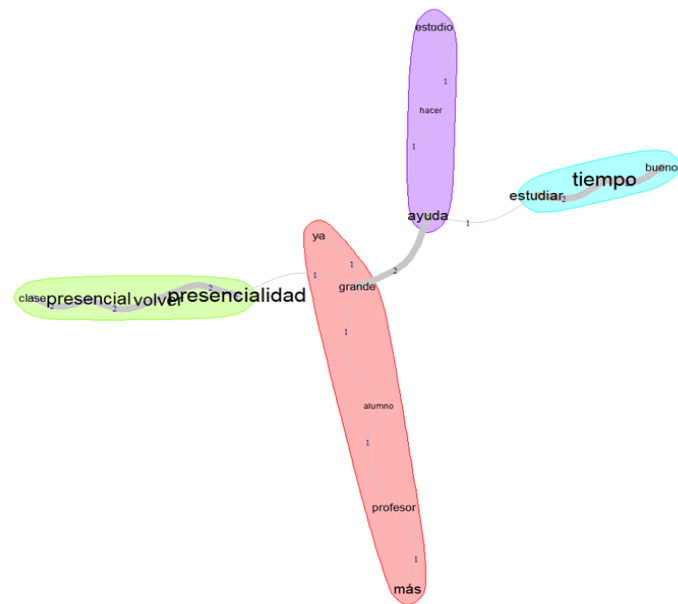 estudio
1
hacer
1
bueno
tiempo
estudiar 2
ayuda
1
ya
1
2
1
grande
2
clase presencial volver presencialidad
2
2
1
alumno
1
profesor
1
más